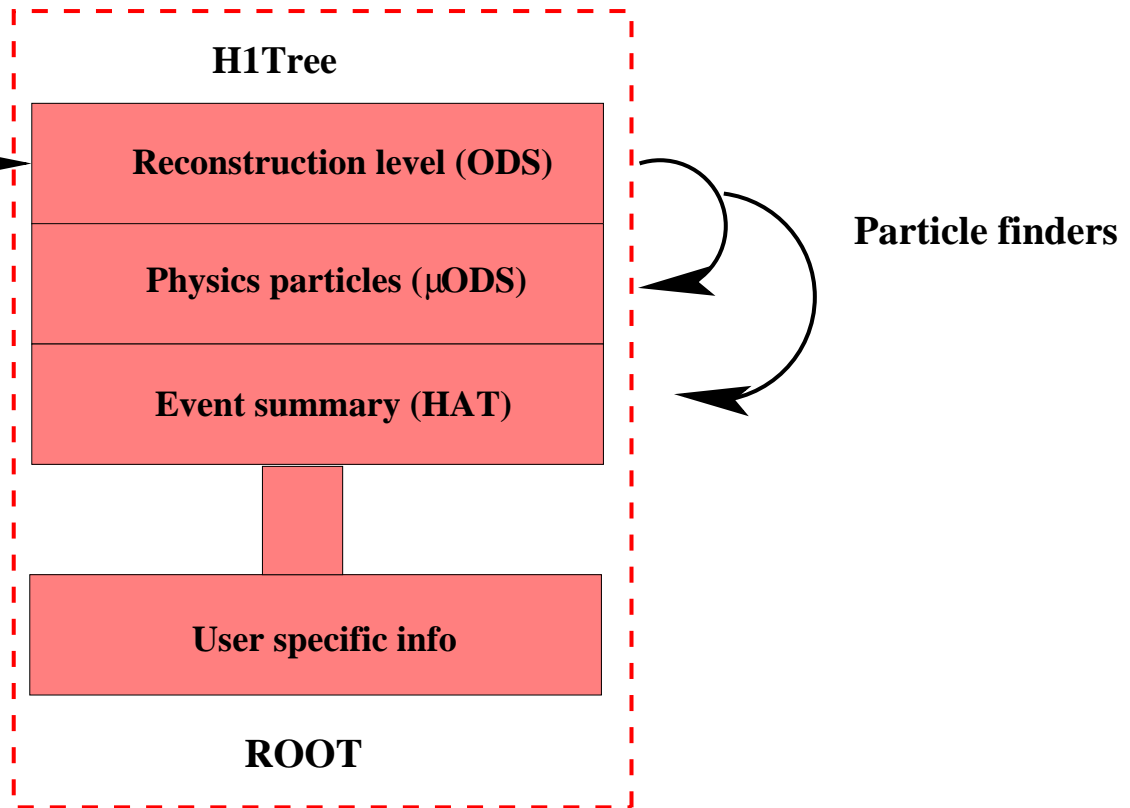 H1Tree
Reconstruction level (ODS)
Particle finders
Physics particles (μODS)
Event summary (HAT)
User specific info
ROOT